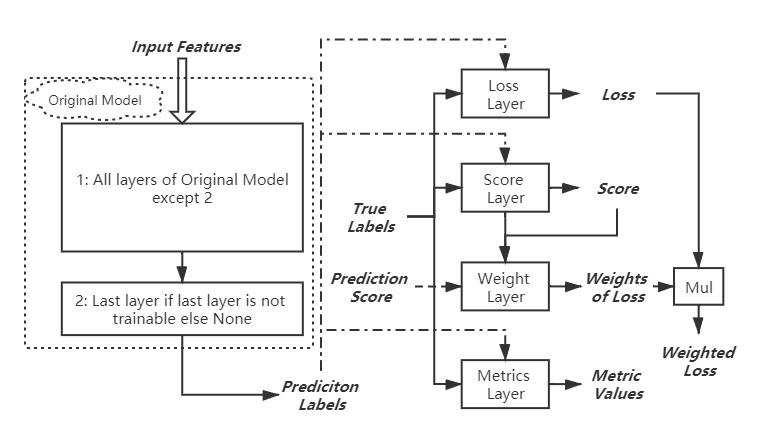 Input Features
Original Model
1: All layers of Original Model
except 2
2: Last layer if last layer is not
trainable else None
Prediciton
Labels
True
Labels
Prediction
Score
Loss
Layer
Loss
Score
Layer
Score
Weight
Layer
Weights
of Loss
Mul
Weighted
Loss
Metrics
Layer
Metric
Values